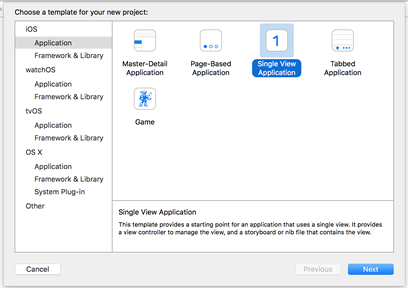 Choose a template for your new project:
iOS
Application
Framework & Library
watchOS
Application
Framework & Library
tvOS
Application
Framework & Library
OS X
Application
Framework & Library
System Plug-in
Other
Master-Detail
Application
Page-Based
Application
1
Single View
Application
Tabbed
Application
Game
Single View Application
This template provides a starting point for an application that uses a single view. It provides
a view controller to manage the view, and a storyboard or nib file that contains the view.
Cancel
Previous
Next